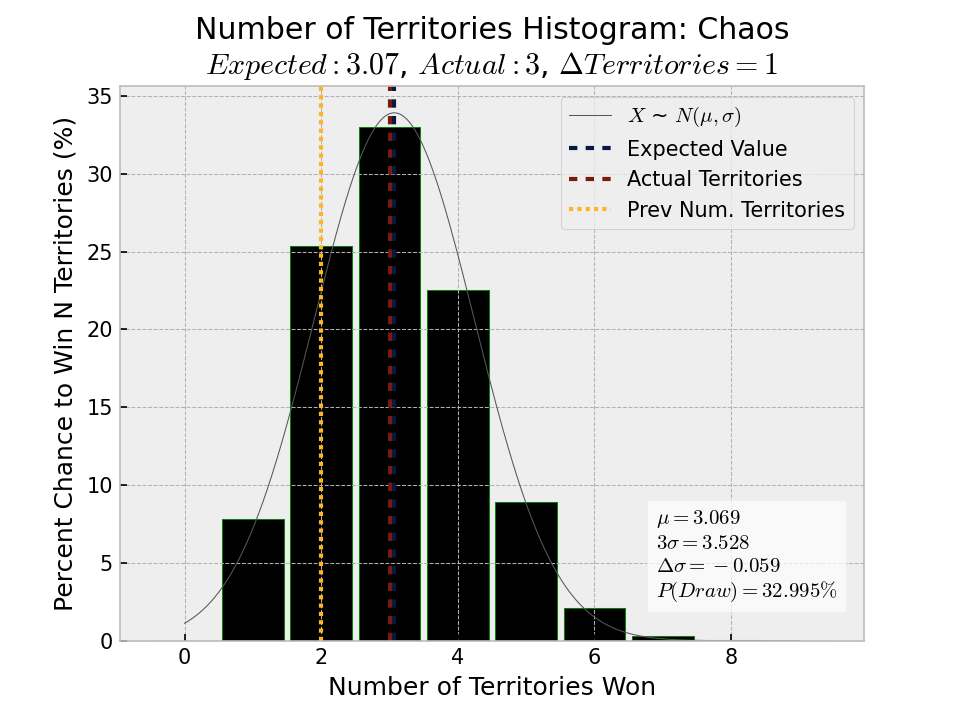 Number of Territories Histogram: Chaos
Expected : 3.07, Actual : 3, ΔTerritories = 1
Percent Chance to Win N Territories (%)
35
30
25
20
15
10
5
0
X ~ N(μ, σ)
Expected Value
Actual Territories
Prev Num. Territories
μ = 3.069
3σ = 3.528
Δσ = − 0.059
P(Draw) = 32.995%
0 2 4 6 8
Number of Territories Won